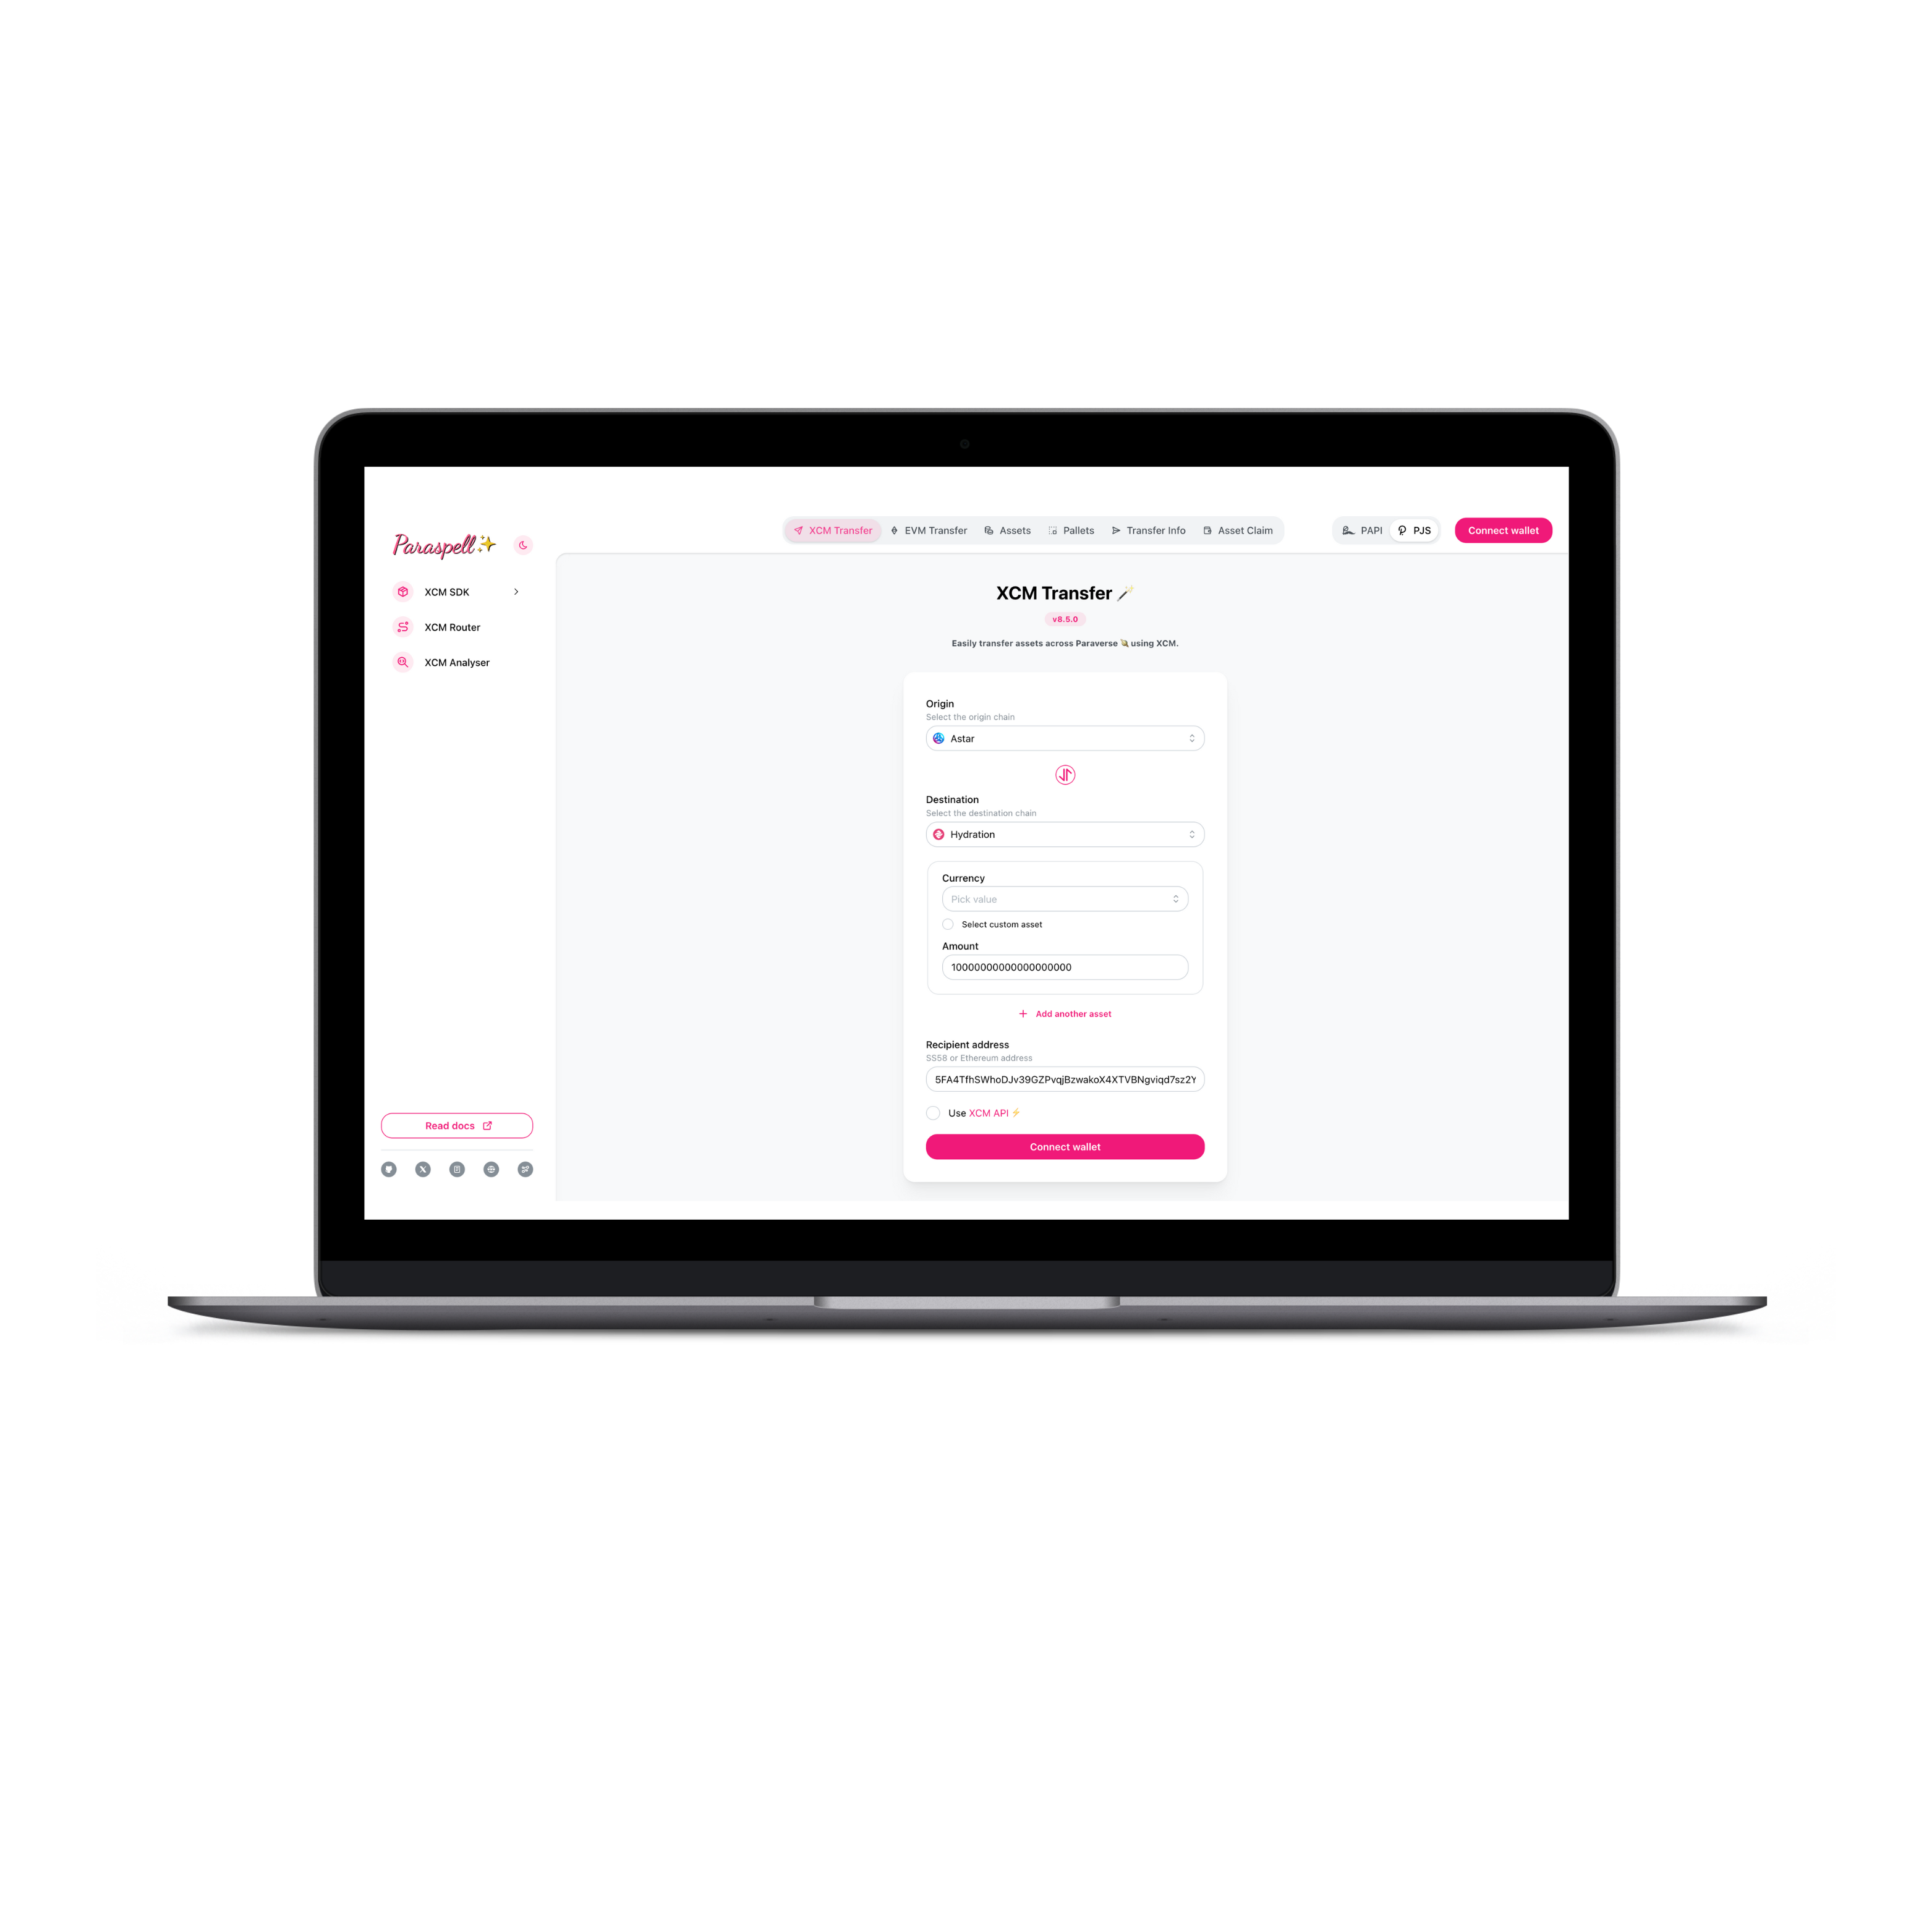 Paraspell
XCM SDK
XCM Router
XCM Analyser
Read docs
XCM Transfer
EVM Transfer
Assets
Pallets
Transfer Info
Asset Claim
PAPI
PJS
Connect wallet
XCM Transfer
v8.5.0
Easily transfer assets across Paraverse using XCM.
Origin
Select the origin chain
Astar
Destination
Select the destination chain
Hydration
Currency
Pick value
Select custom asset
Amount
10000000000000000000
Add another asset
Recipient address
SS58 or Ethereum address
5FA4TfhSWhoDJv39GZPvqjBzwakoX4XTVBNgviqd7sz2Y
Use XCM API
Connect wallet